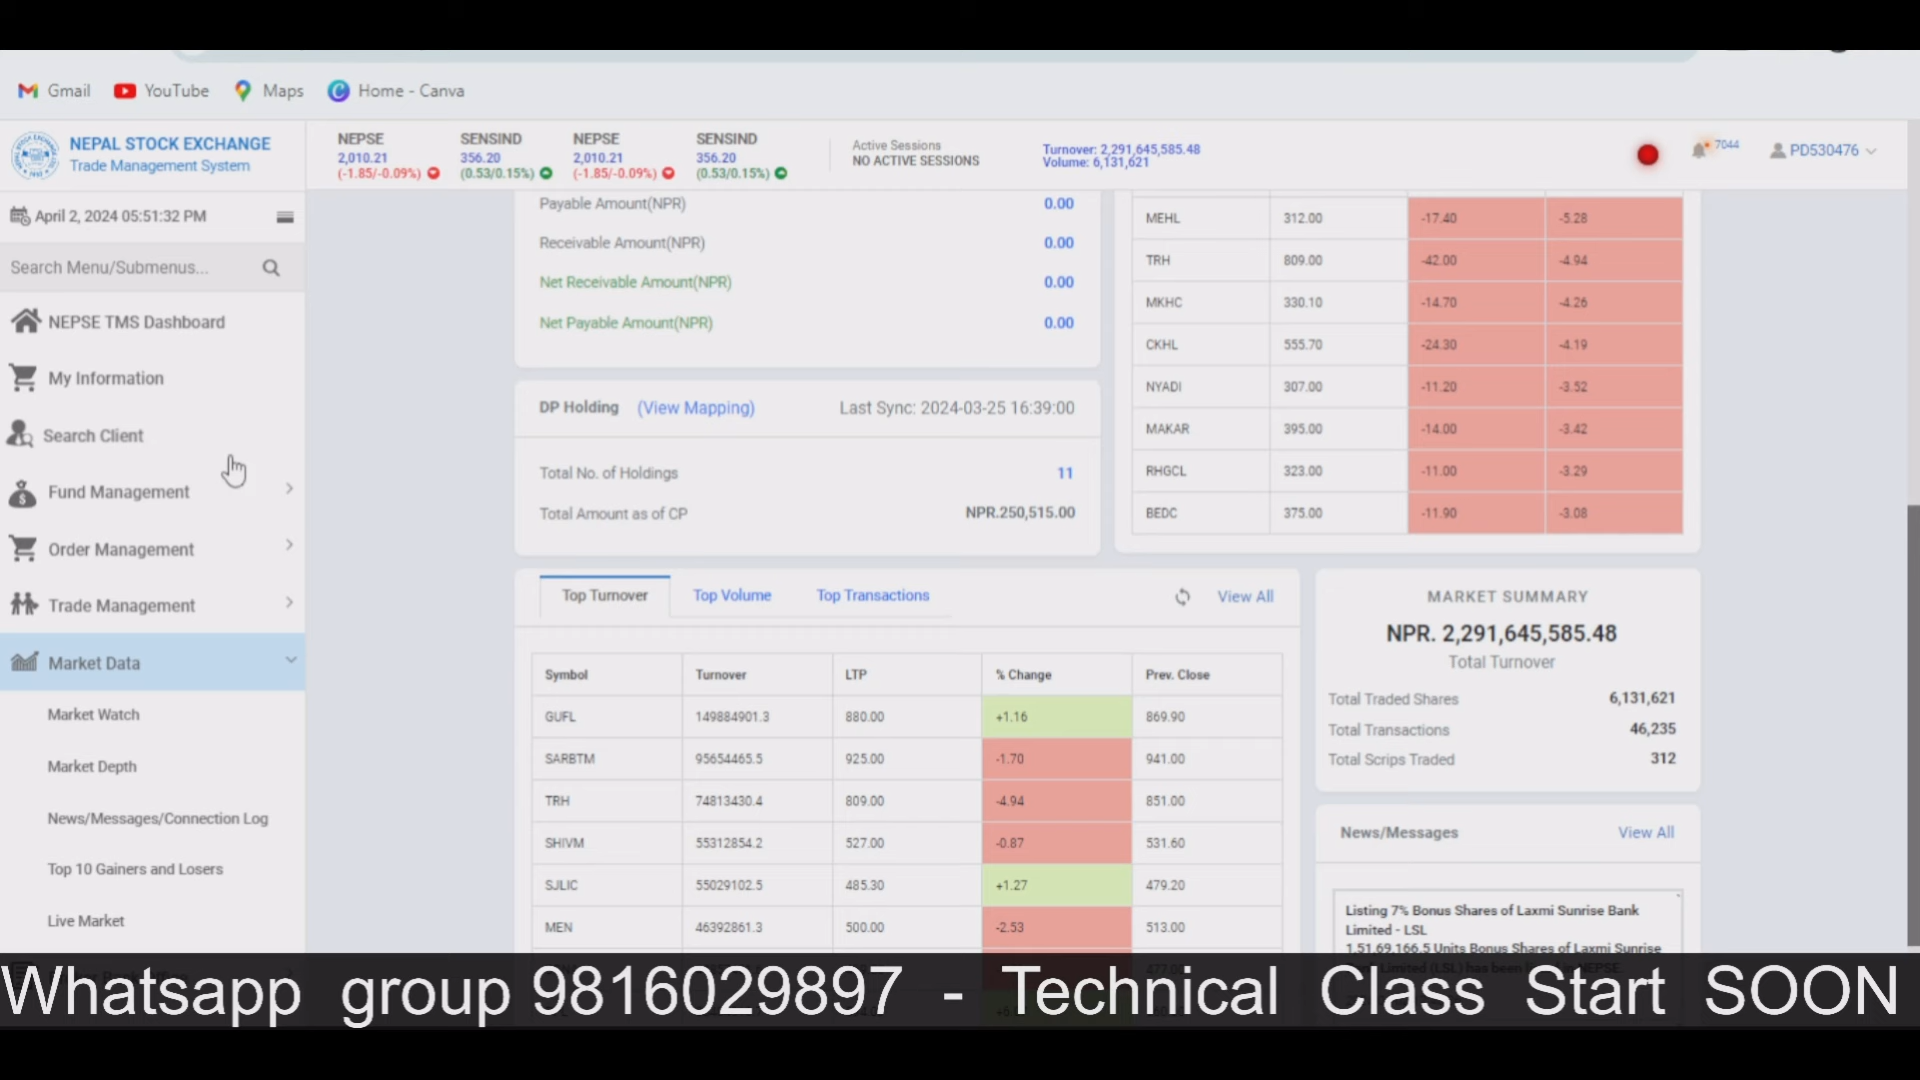 Gmail YouTube Maps Home - Canva
NEPAL STOCK EXCHANGE
Trade Management System
NEPSE SENSIND NEPSE SENSIND
2,010.21 356.20 2,010.21 356.20
(-1.85/-0.09%) (0.53/0.15%) (-1.85/-0.09%) (0.53/0.15%)
Active Sessions
NO ACTIVE SESSIONS
Turnover: 2,291,645,585.48
Volume: 6,131,621
7044
PD530476
April 2, 2024 05:51:32 PM
Search Menu/Submenus...
NEPSE TMS Dashboard
My Information
Search Client
Fund Management
Order Management
Trade Management
Market Data
Market Watch
Market Depth
News/Messages/Connection Log
Top 10 Gainers and Losers
Live Market
Payable Amount(NPR) 0.00
Receivable Amount(NPR) 0.00
Net Receivable Amount(NPR) 0.00
Net Payable Amount(NPR) 0.00
DP Holding (View Mapping) Last Sync: 2024-03-25 16:39:00
Total No. of Holdings 11
Total Amount as of CP NPR.250,515.00
MEHL 312.00 -17.40 -5.28
TRH 809.00 -42.00 -4.94
MKHC 330.10 -14.70 -4.26
CKHL 555.70 -24.30 -4.19
NYADI 307.00 -11.20 -3.52
MAKAR 395.00 -14.00 -3.42
RHGCL 323.00 -11.00 -3.29
BEDC 375.00 -11.90 -3.08
Top Turnover Top Volume Top Transactions View All
Symbol Turnover LTP % Change Prev. Close
GUFL 149884901.3 880.00 +1.16 869.90
SARBTM 95654465.5 925.00 -1.70 941.00
TRH 74813430.4 809.00 -4.94 851.00
SHIVM 55312854.2 527.00 -0.87 531.60
SJLIC 55029102.5 485.30 +1.27 479.20
MEN 46392861.3 500.00 -2.53 513.00
MARKET SUMMARY
NPR. 2,291,645,585.48
Total Turnover
Total Traded Shares 6,131,621
Total Transactions 46,235
Total Scrips Traded 312
News/Messages View All
Listing 7% Bonus Shares of Laxmi Sunrise Bank
Limited - LSL
1,51,69,166.5 Units Bonus Shares of Laxmi Sunrise
Whatsapp group 9816029897 - Technical Class Start SOON